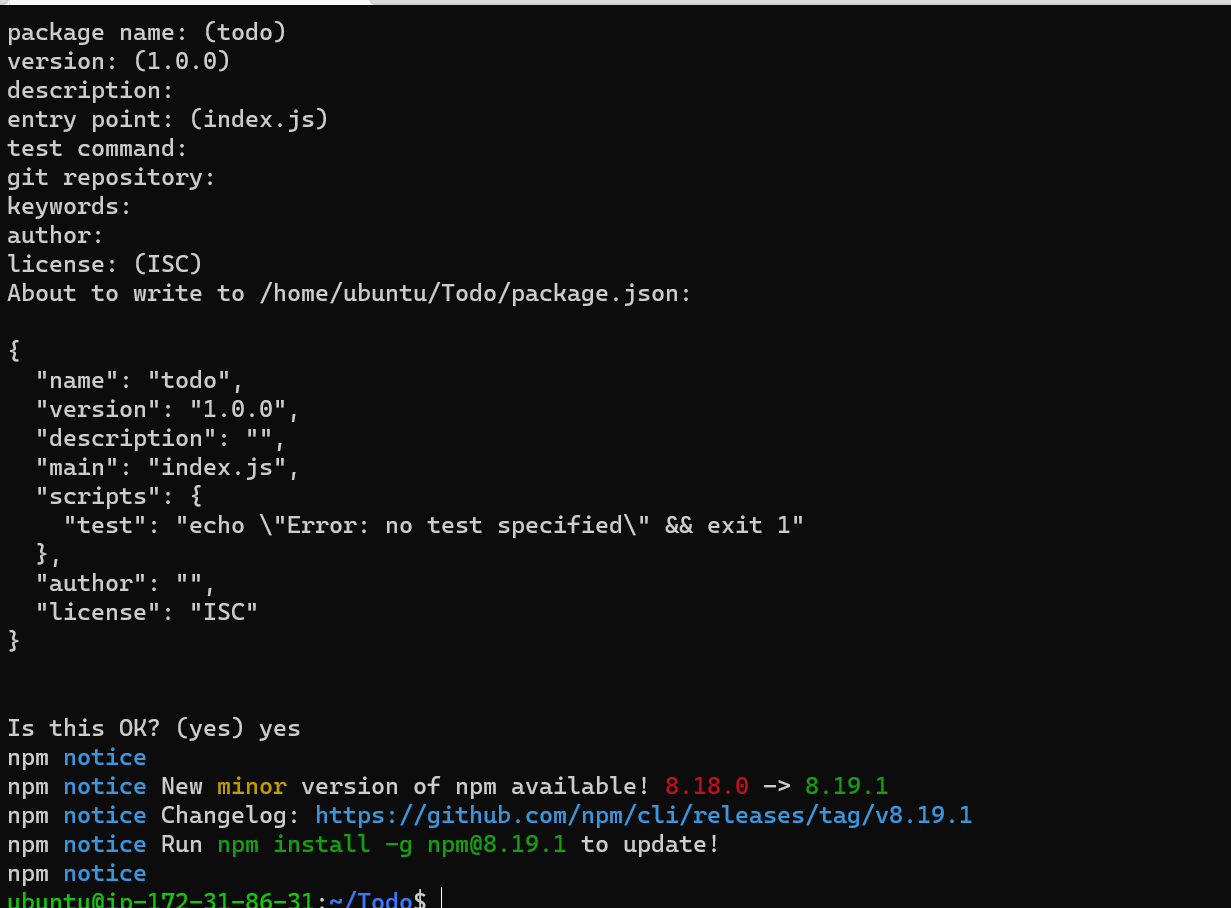 package name: (todo)
version: (1.0.0)
description:
entry point: (index.js)
test command:
git repository:
keywords:
author:
license: (ISC)
About to write to /home/ubuntu/Todo/package.json:
{
  "name": "todo",
  "version": "1.0.0",
  "description": "",
  "main": "index.js",
  "scripts": {
    "test": "echo \"Error: no test specified\" && exit 1"
  },
  "author": "",
  "license": "ISC"
}
Is this OK? (yes) yes
npm notice
npm notice New minor version of npm available! 8.18.0 -> 8.19.1
npm notice Changelog: https://github.com/npm/cli/releases/tag/v8.19.1
npm notice Run npm install -g npm@8.19.1 to update!
npm notice
ubuntu@ip-172-31-86-31:~/Todo$